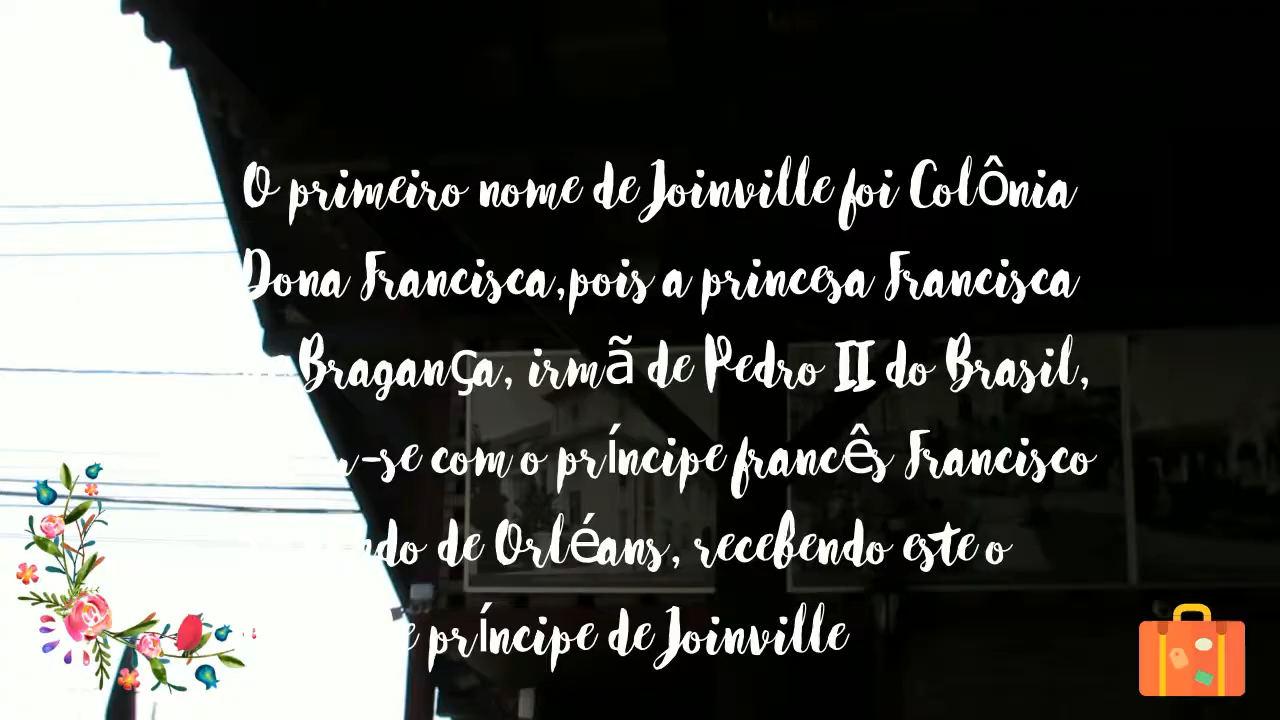 O primeiro nome de Joinville foi Colônia
Dona Francisca,pois a princesa Francisca
Bragança, irmã de Pedro II do Brasil,
com o príncipe francês Francisco
de Orléans, recebendo este o
príncipe de Joinville